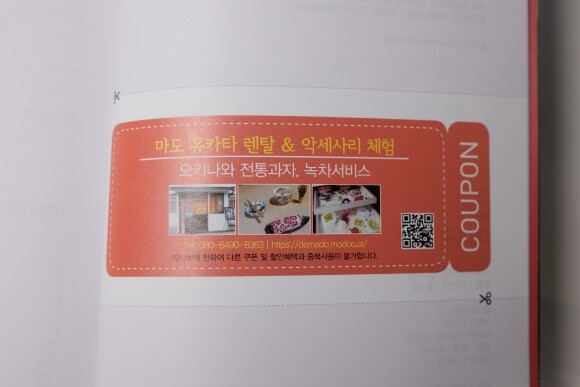 마도 유카타 렌탈 & 악세사리 체험
오키나와 전통과자, 녹차서비스
Tel. 080-6490-8363 | https://demado.modoo.at/
1인1매에 한하여 다른 쿠폰 및 할인혜택과 중복사용이 불가합니다.
COUPON